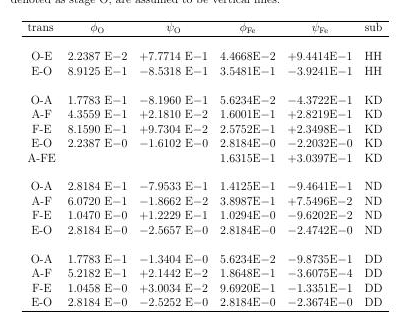 denoted as stage O, are assumed to be vertical lines.
trans ϕO ψO ϕFe ψFe sub
O-E 2.2387 E−2 +7.7714 E−1 4.4668E−2 +9.4414E−1 HH
E-O 8.9125 E−1 −8.5318 E−1 3.5481E−1 −3.9241E−1 HH
O-A 1.7783 E−1 −8.1960 E−1 5.6234E−2 −4.3722E−1 KD
A-F 4.3559 E−1 +2.1810 E−2 1.6001E−1 +2.8219E−1 KD
F-E 8.1590 E−1 +9.7304 E−2 2.5752E−1 +2.3498E−1 KD
E-O 2.2387 E−0 −1.6102 E−0 2.8184E−0 −2.2032E−0 KD
A-FE 1.6315E−1 +3.0397E−1 KD
O-A 2.8184 E−1 −7.9533 E−1 1.4125E−1 −9.4641E−1 ND
A-F 6.0720 E−1 −1.8662 E−2 3.8987E−1 +7.5496E−2 ND
F-E 1.0470 E−0 +1.2229 E−1 1.0294E−0 −9.6202E−2 ND
E-O 2.8184 E−0 −2.5657 E−0 2.8184E−0 −2.4742E−0 ND
O-A 1.7783 E−1 −1.3404 E−0 5.6234E−2 −9.8735E−1 DD
A-F 5.2182 E−1 +2.1442 E−2 1.8648E−1 −3.6075E−4 DD
F-E 1.0458 E−0 +3.0034 E−2 9.6920E−1 −1.3351E−1 DD
E-O 2.8184 E−0 −2.5252 E−0 2.8184E−0 −2.3674E−0 DD